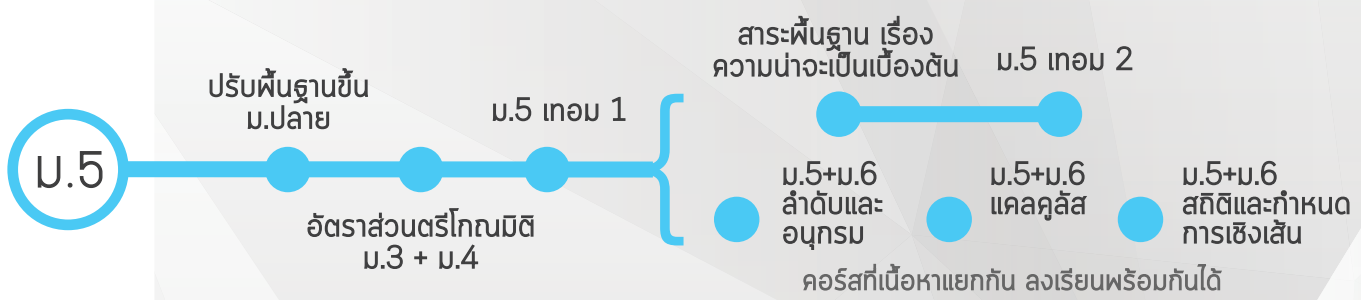 ม.5
ปรับพื้นฐานขึ้น
ม.ปลาย
อัตราส่วนตรีโกณมิติ
ม.3 + ม.4
ม.5 เทอม 1
สาระพื้นฐาน เรื่อง
ความน่าจะเป็นเบื้องต้น
ม.5 เทอม 2
ม.5+ม.6
ลำดับและ
อนุกรม
ม.5+ม.6
แคลคูลัส
ม.5+ม.6
สถิติและกำหนด
การเชิงเส้น
คอร์สที่เนื้อหาแยกกัน ลงเรียนพร้อมกันได้